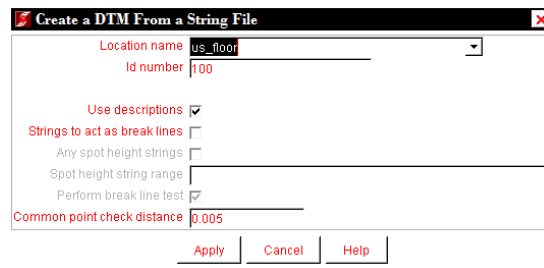 Create a DTM From a String File
Location name us_floor
Id number 100
Use descriptions
Strings to act as break lines
Any spot height strings
Spot height string range
Perform break line test
Common point check distance 0.005
Apply Cancel Help